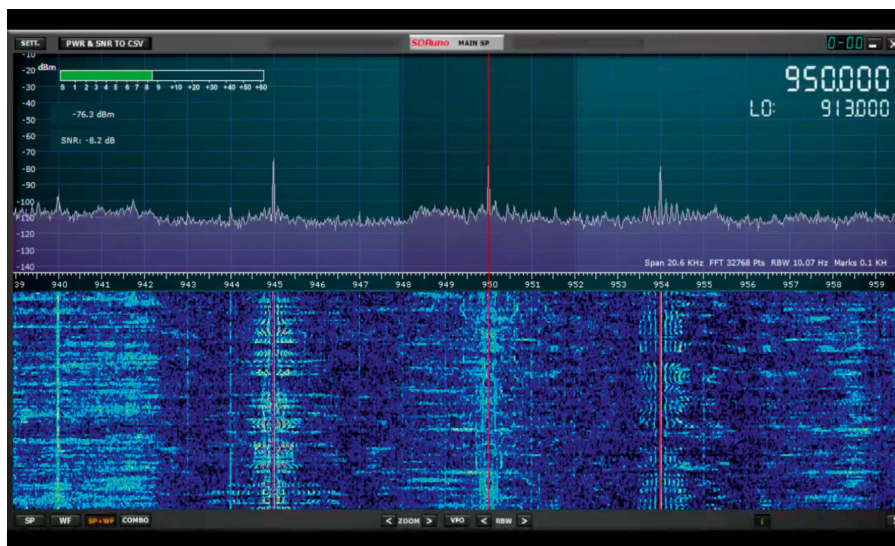 SETT. PWR & SNR TO CSV SDRuno MAIN SP 0-00
-10
dBm
-20
-30
-40
-50
-60
-70
-80
-90
-100
-110
-120
-130
-140
S 1 2 3 4 5 6 7 8 9 +10 +20 +30 +40 +50 +60
-76.3 dBm
SNR: -8.2 dB
950.000
LO: 913.000
Span 20.6 KHz FFT 32768 Pts RBW 10.07 Hz Marks 0.1 KH
39 940 941 942 943 944 945 946 947 948 949 950 951 952 953 954 955 956 957 958 959
SP WF SP+WF COMBO < ZOOM > VFO < RBW > i